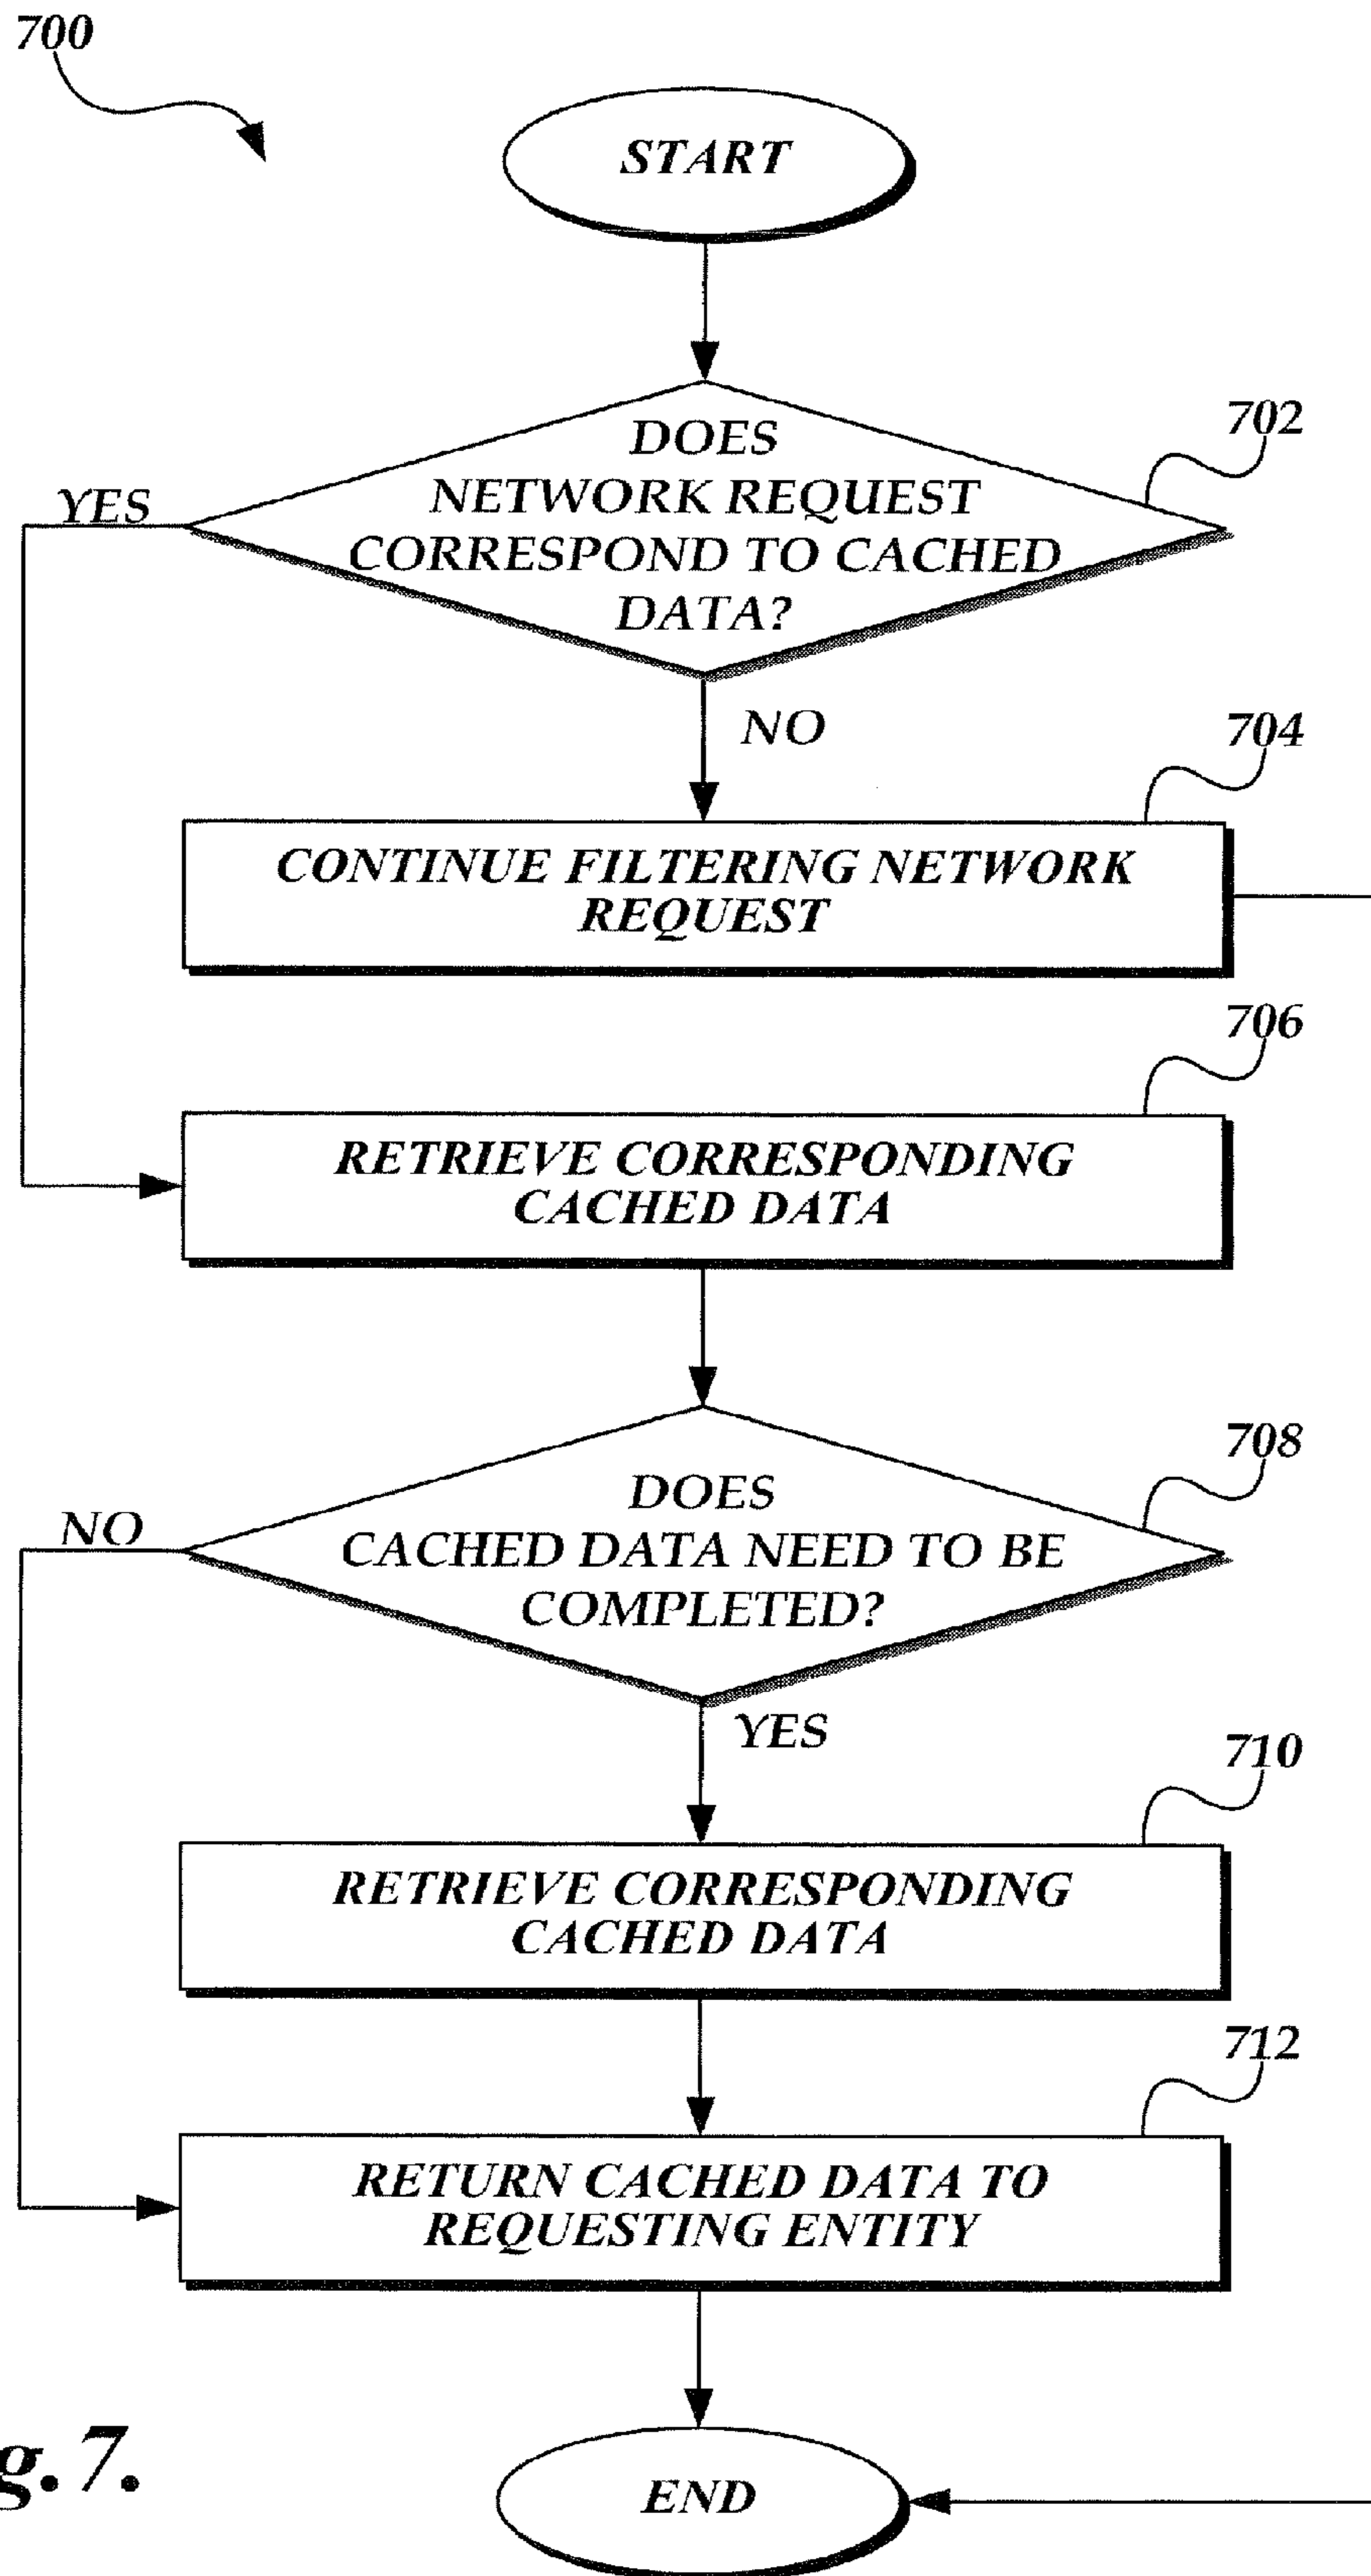 700
START
702
DOES
NETWORK REQUEST
CORRESPOND TO CACHED
DATA?
YES
NO
704
CONTINUE FILTERING NETWORK
REQUEST
706
RETRIEVE CORRESPONDING
CACHED DATA
708
DOES
CACHED DATA NEED TO BE
COMPLETED?
NO
YES
710
RETRIEVE CORRESPONDING
CACHED DATA
712
RETURN CACHED DATA TO
REQUESTING ENTITY
END
g. 7.